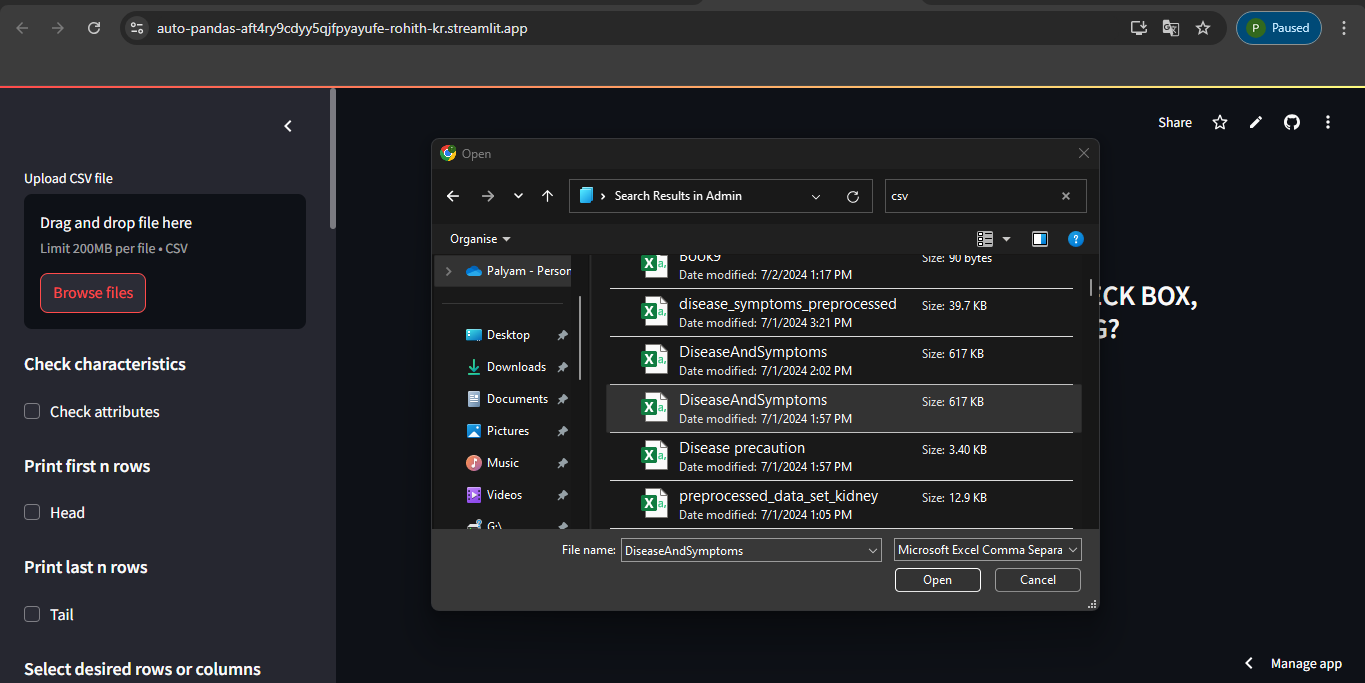 auto-pandas-aft4ry9cdyy5qjfpyayufe-rohith-kr.streamlit.app
P Paused
Share
Upload CSV file
Drag and drop file here
Limit 200MB per file • CSV
Browse files
Check characteristics
Check attributes
Print first n rows
Head
Print last n rows
Tail
Select desired rows or columns
Open
Search Results in Admin
csv
Organise
Palyam - Person
Desktop
Downloads
Documents
Pictures
Music
Videos
G:\
Book9
Size: 90 bytes
Date modified: 7/2/2024 1:17 PM
disease_symptoms_preprocessed
Size: 39.7 KB
Date modified: 7/1/2024 3:21 PM
DiseaseAndSymptoms
Size: 617 KB
Date modified: 7/1/2024 2:02 PM
DiseaseAndSymptoms
Size: 617 KB
Date modified: 7/1/2024 1:57 PM
Disease precaution
Size: 3.40 KB
Date modified: 7/1/2024 1:57 PM
preprocessed_data_set_kidney
Size: 12.9 KB
Date modified: 7/1/2024 1:05 PM
File name: DiseaseAndSymptoms
Microsoft Excel Comma Separa
Open
Cancel
ECK BOX,
G?
Manage app